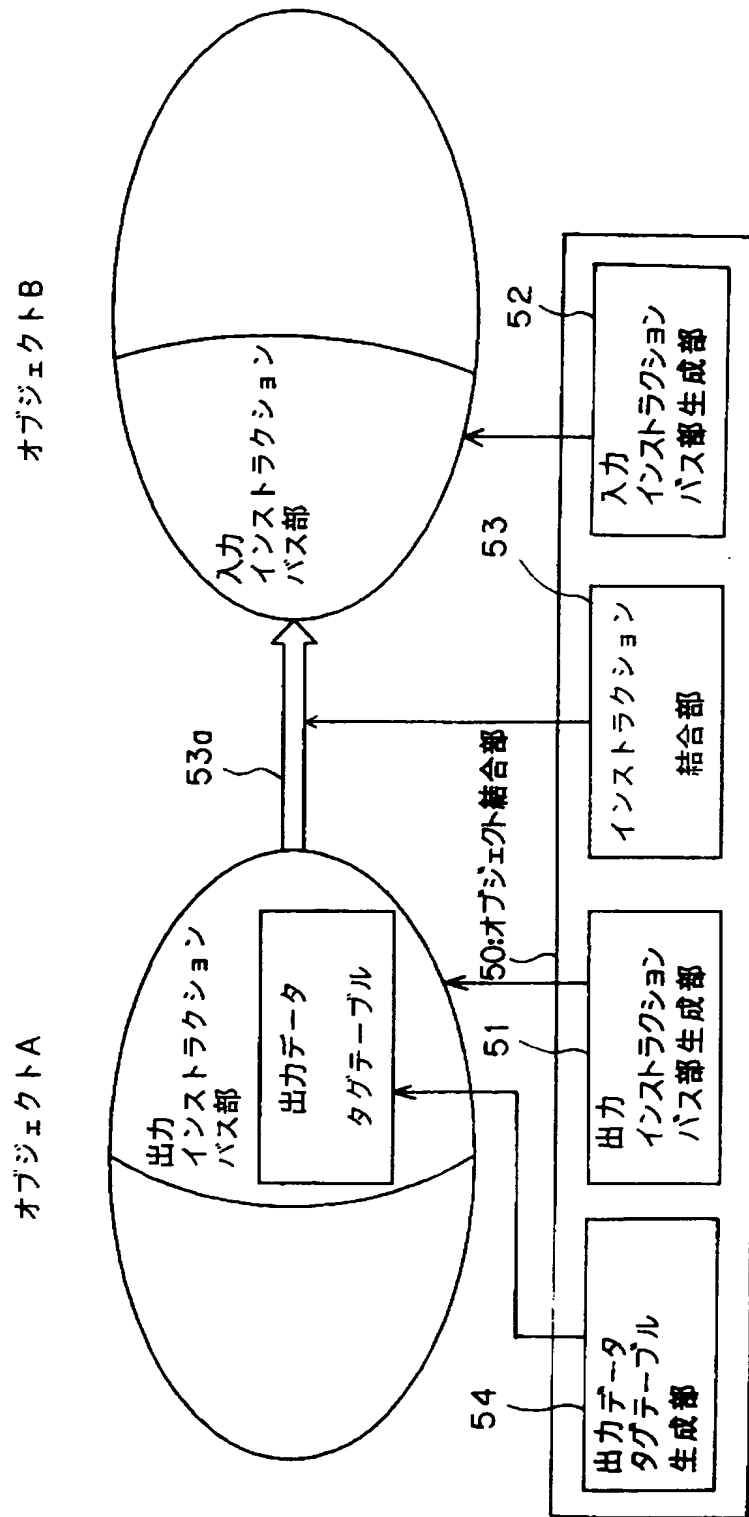 オブジェクトA
オブジェクトB
出力
インストラクション
バス部
出力データ
タグテーブル
53a
入力
インストラクション
バス部
50:オブジェクト結合部
54
出力データ
タグテーブル
生成部
51
出力
インストラクション
バス部生成部
53
インストラクション
結合部
52
入力
インストラクション
バス部生成部